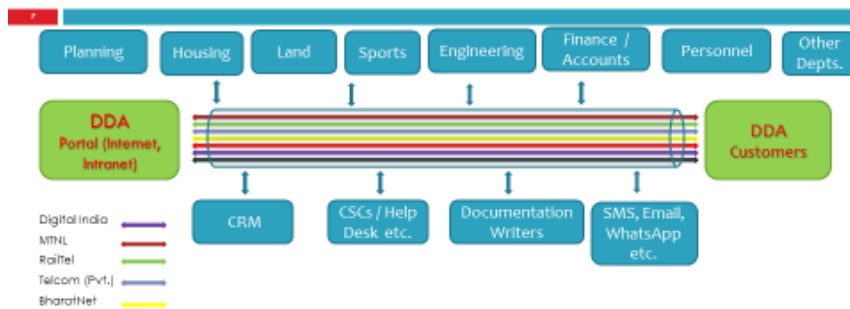 7
Planning
Housing
Land
Sports
Engineering
Finance /
Accounts
Personnel
Other
Depts.
DDA
Portal (Internet,
Intranet)
DDA
Customers
CRM
CSCs / Help
Desk etc.
Documentation
Writers
SMS, Email,
WhatsApp
etc.
Digital India
MTNL
RailTel
Telcom (Pvt.)
BharatNet